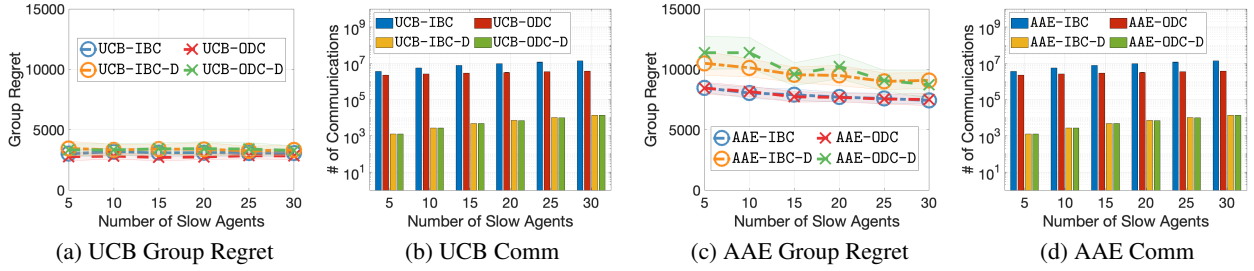 15000
10000
5000
0
Group Regret
UCB-IBC
UCB-ODC
UCB-IBC-D
UCB-ODC-D
5 10 15 20 25 30
Number of Slow Agents
(a) UCB Group Regret
10^9
10^7
10^5
10^3
10^1
# of Communications
UCB-IBC
UCB-ODC
UCB-IBC-D
UCB-ODC-D
5 10 15 20 25 30
Number of Slow Agents
(b) UCB Comm
15000
10000
5000
0
Group Regret
AAE-IBC
AAE-ODC
AAE-IBC-D
AAE-ODC-D
5 10 15 20 25 30
Number of Slow Agents
(c) AAE Group Regret
10^9
10^7
10^5
10^3
10^1
# of Communications
AAE-IBC
AAE-ODC
AAE-IBC-D
AAE-ODC-D
5 10 15 20 25 30
Number of Slow Agents
(d) AAE Comm